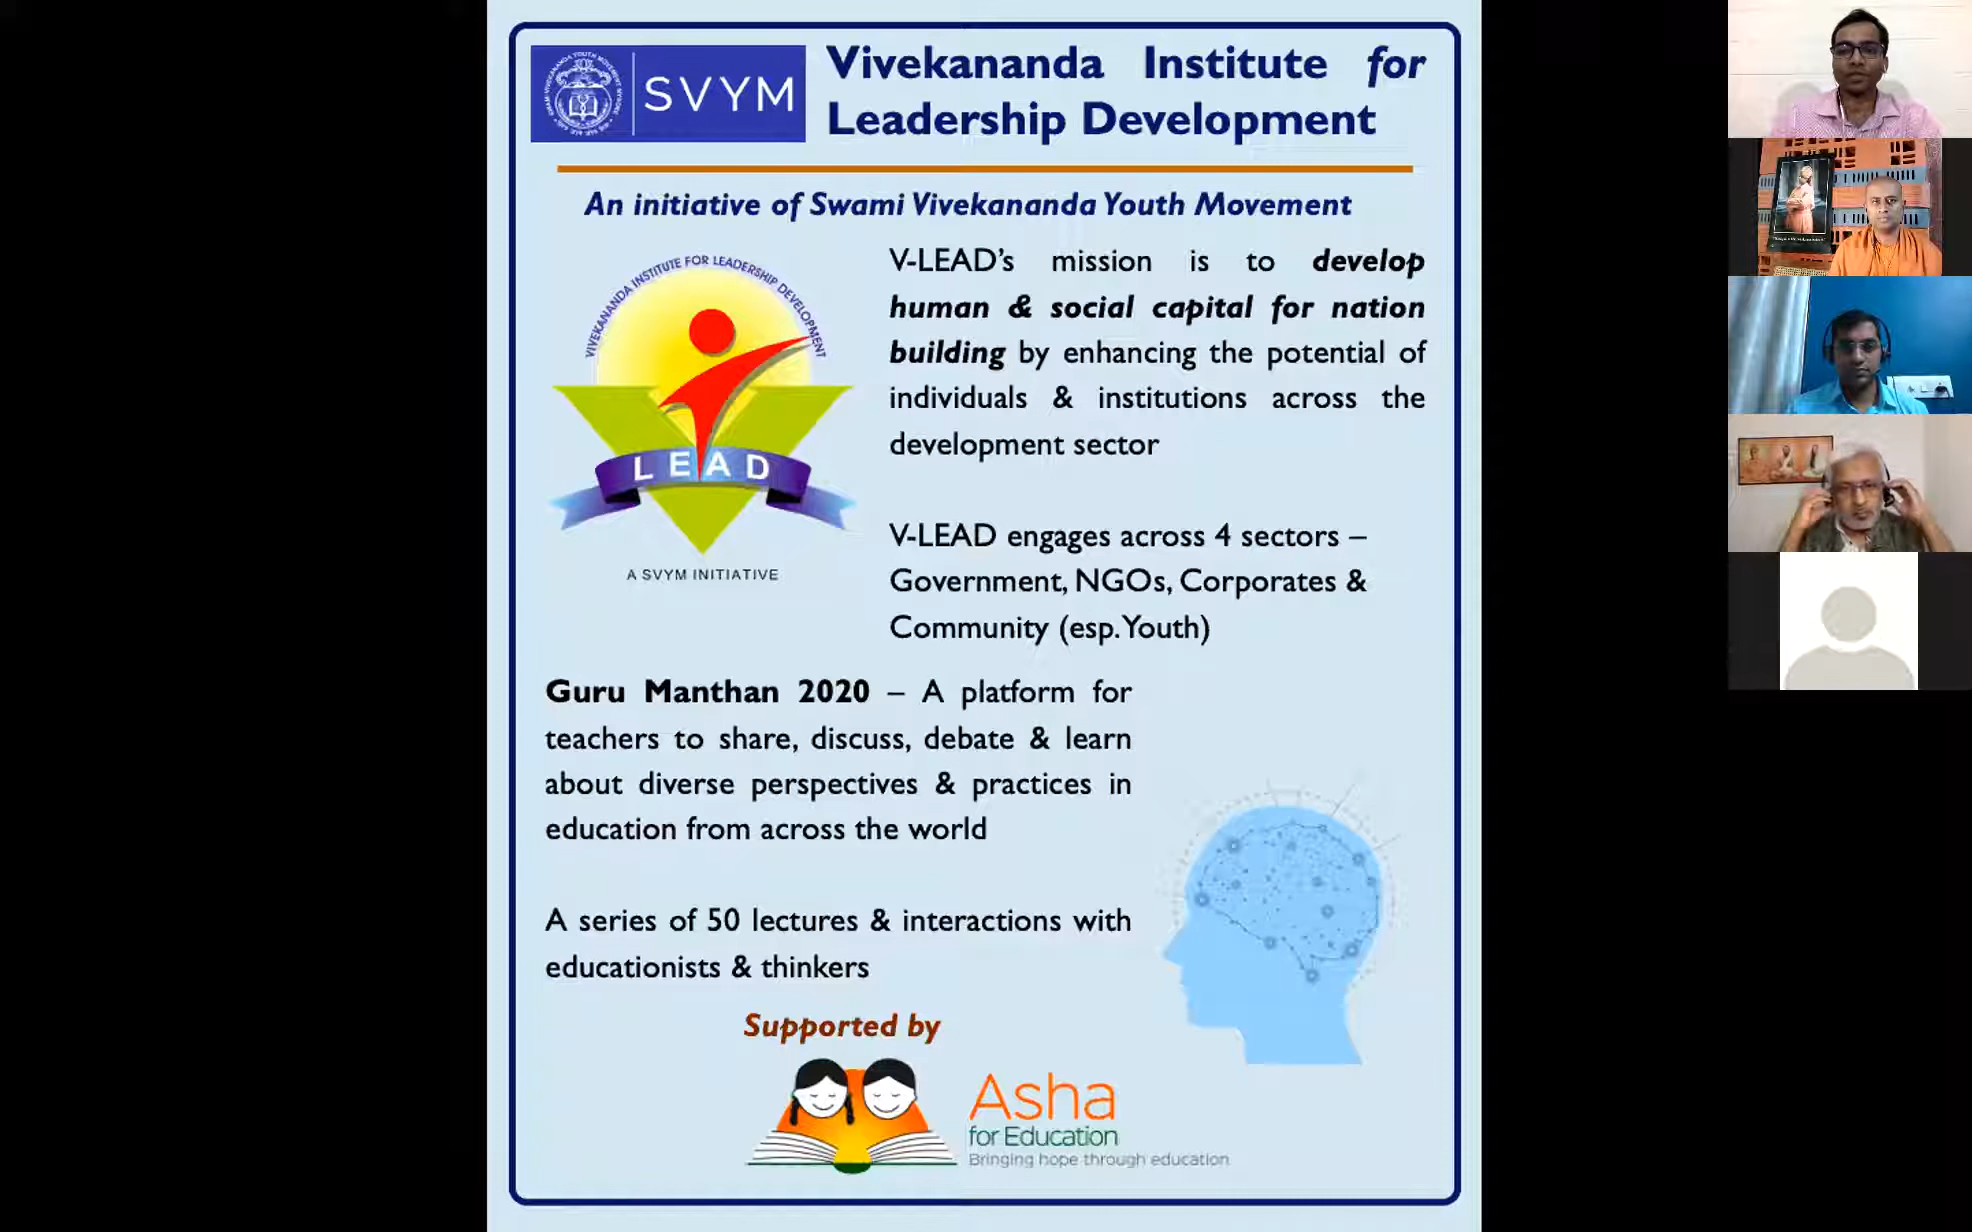 SVYM
Vivekananda Institute for
Leadership Development
An initiative of Swami Vivekananda Youth Movement
VIVEKANANDA INSTITUTE FOR LEADERSHIP DEVELOPMENT
LEAD
A SVYM INITIATIVE
V-LEAD's mission is to develop
human & social capital for nation
building by enhancing the potential of
individuals & institutions across the
development sector
V-LEAD engages across 4 sectors –
Government, NGOs, Corporates &
Community (esp. Youth)
Guru Manthan 2020 – A platform for
teachers to share, discuss, debate & learn
about diverse perspectives & practices in
education from across the world
A series of 50 lectures & interactions with
educationists & thinkers
Supported by
Asha
for Education
Bringing hope through education